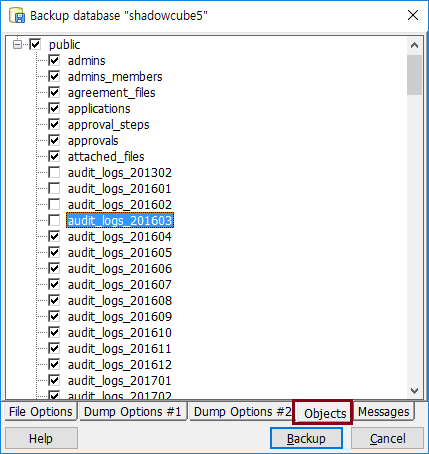 Backup database "shadowcube5"
public
admins
admins_members
agreement_files
applications
approval_steps
approvals
attached_files
audit_logs_201302
audit_logs_201601
audit_logs_201602
audit_logs_201603
audit_logs_201604
audit_logs_201605
audit_logs_201606
audit_logs_201607
audit_logs_201608
audit_logs_201609
audit_logs_201610
audit_logs_201611
audit_logs_201612
audit_logs_201701
audit_logs_201702
File Options Dump Options #1 Dump Options #2 Objects Messages
Help Backup Cancel